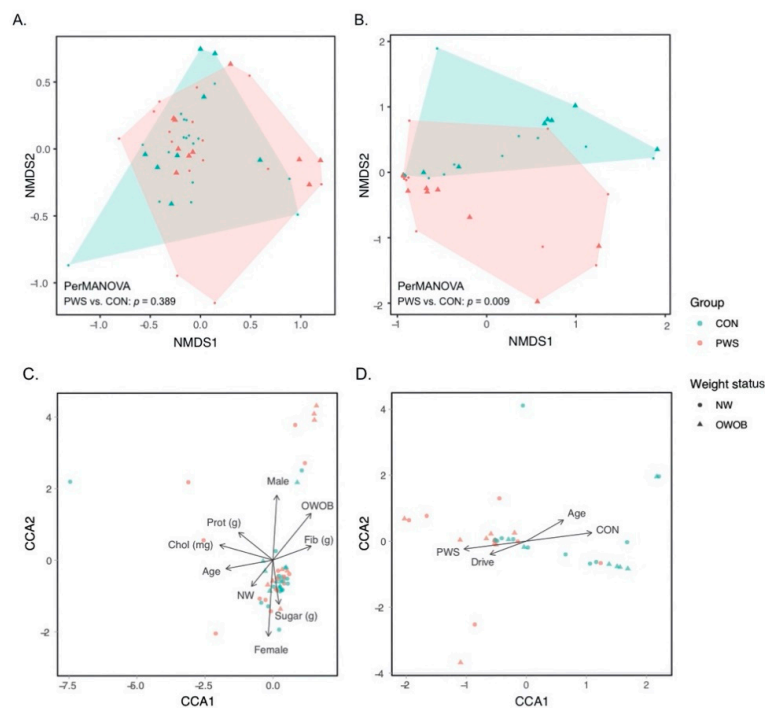 A.
B.
0.5
0.0
-0.5
-1.0
NMDS2
PerMANOVA
PWS vs. CON: p = 0.389
-1.0
-0.5
0.0
0.5
1.0
NMDS1
2
1
0
-1
-2
NMDS2
PerMANOVA
PWS vs. CON: p = 0.009
-1
0
1
2
NMDS1
Group
CON
PWS
Weight status
NW
OWOB
C.
D.
4
2
0
-2
CCA2
Male
OWOB
Prot (g)
Fib (g)
Chol (mg)
Age
NW
Sugar (g)
Female
-7.5
-5.0
-2.5
0.0
2.5
CCA1
4
2
0
-2
-4
CCA2
Age
CON
PWS
Drive
-2
-1
0
1
2
CCA1